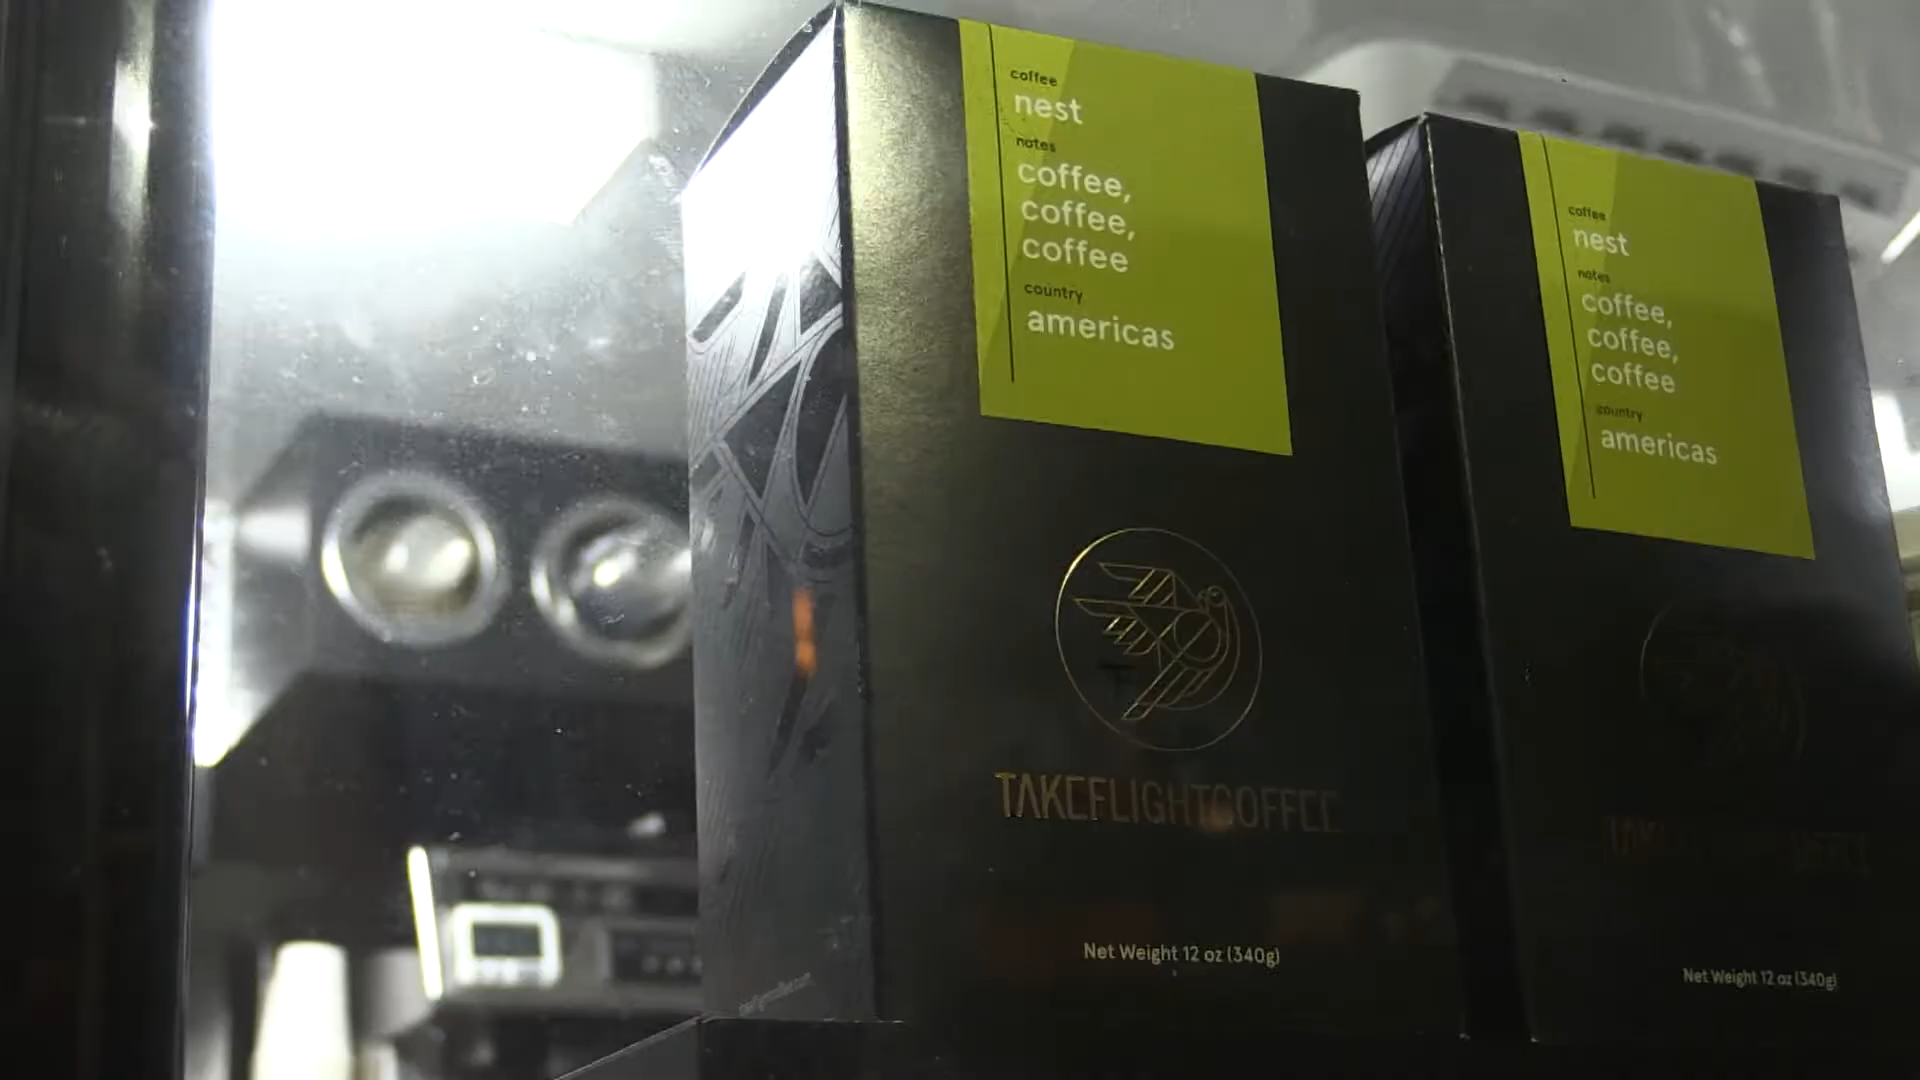 coffee
nest
notes
coffee,
coffee,
coffee
country
americas
TAKEFLIGHTCOFFEE
Net Weight 12 oz (340g)
coffee
nest
notes
coffee,
coffee,
coffee
country
americas
Net Weight 12 oz (340g)